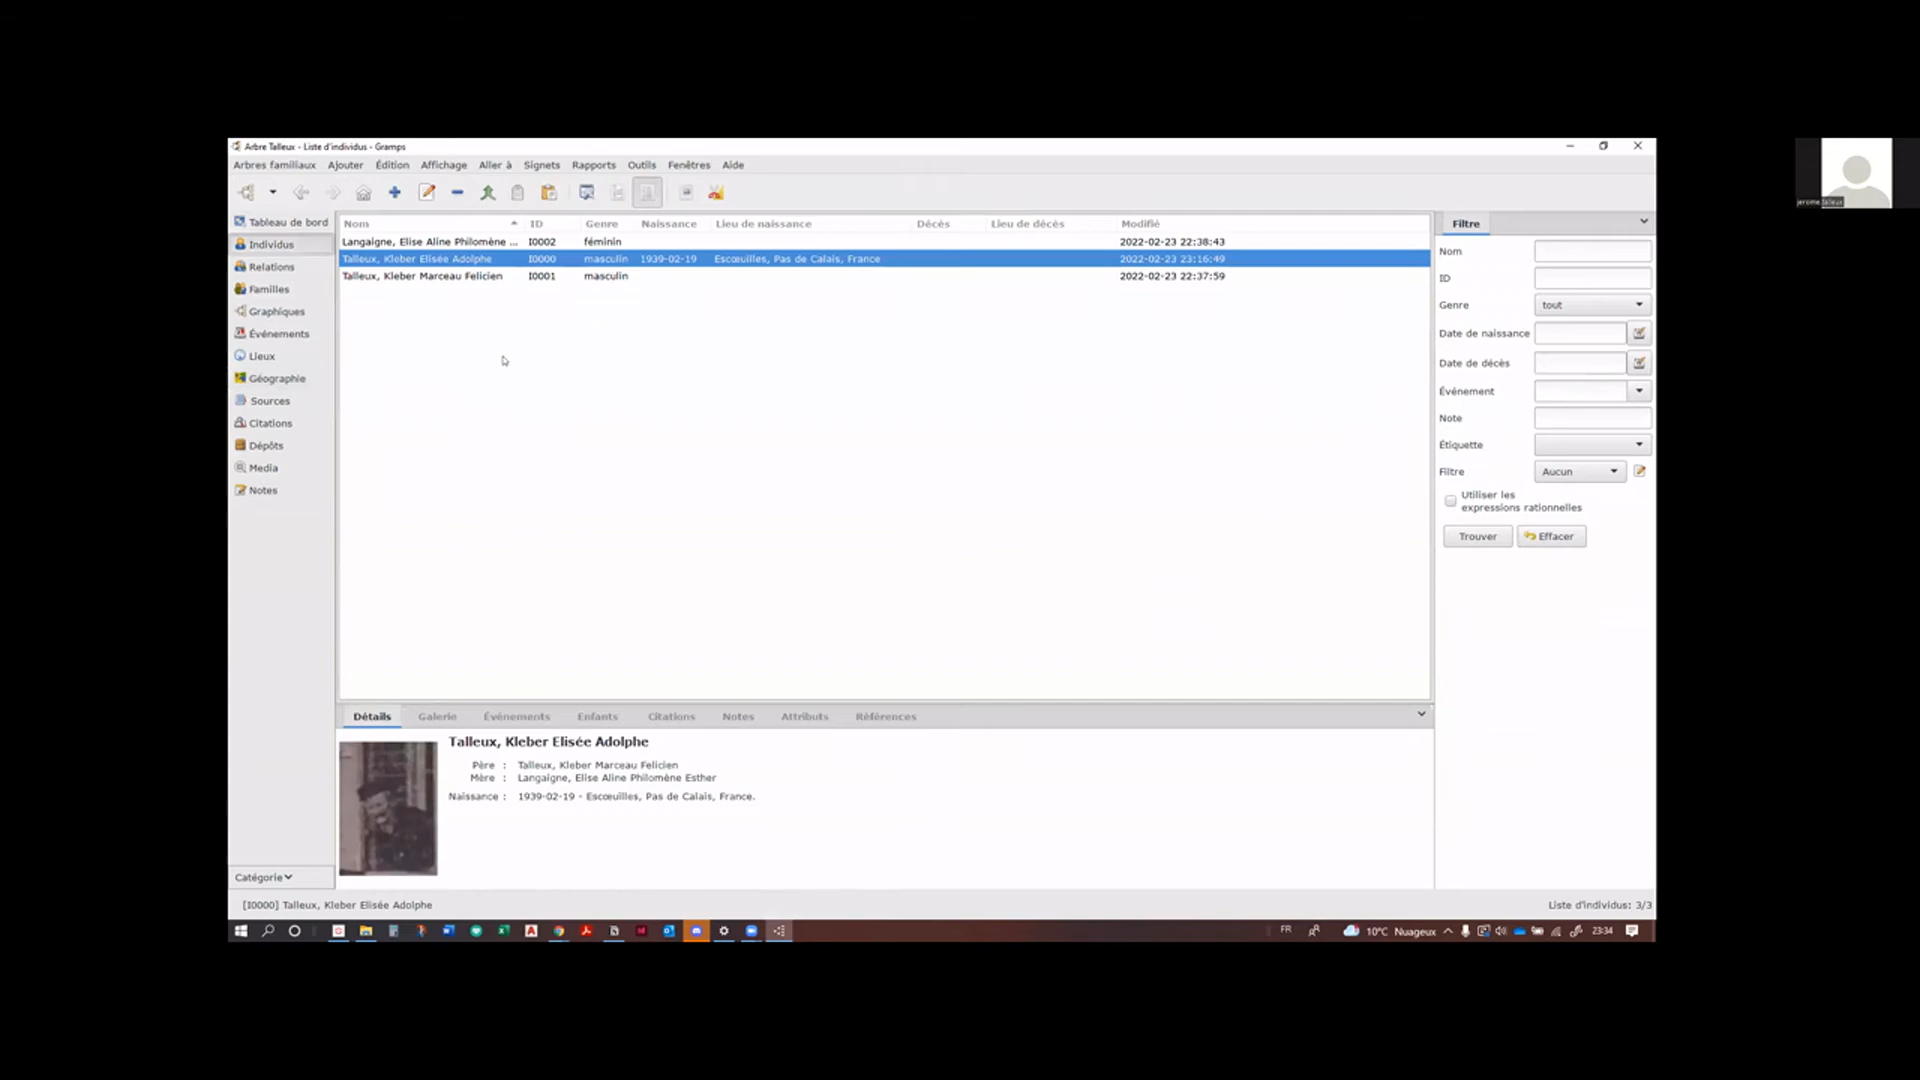 Arbre Talleux - Liste d'individus - Gramps
Arbres familiaux Ajouter Édition Affichage Aller à Signets Rapports Outils Fenêtres Aide
Tableau de bord
Individus
Relations
Familles
Graphiques
Événements
Lieux
Géographie
Sources
Citations
Dépôts
Media
Notes
Catégorie
Nom ID Genre Naissance Lieu de naissance Décès Lieu de décès Modifié
Langaigne, Elise Aline Philomène ... I0002 féminin 2022-02-23 22:38:43
Talleux, Kleber Elisée Adolphe I0000 masculin 1939-02-19 Escœuilles, Pas de Calais, France 2022-02-23 23:16:49
Talleux, Kleber Marceau Felicien I0001 masculin 2022-02-23 22:37:59
Filtre
Nom
ID
Genre tout
Date de naissance
Date de décès
Événement
Note
Étiquette
Filtre Aucun
Utiliser les
expressions rationnelles
Trouver Effacer
Détails Galerie Événements Enfants Citations Notes Attributs Références
Talleux, Kleber Elisée Adolphe
Père : Talleux, Kleber Marceau Felicien
Mère : Langaigne, Elise Aline Philomène Esther
Naissance : 1939-02-19 - Escœuilles, Pas de Calais, France.
[I0000] Talleux, Kleber Elisée Adolphe
Liste d'individus: 3/3
FR 10°C Nuageux 23:34
jerome talleux